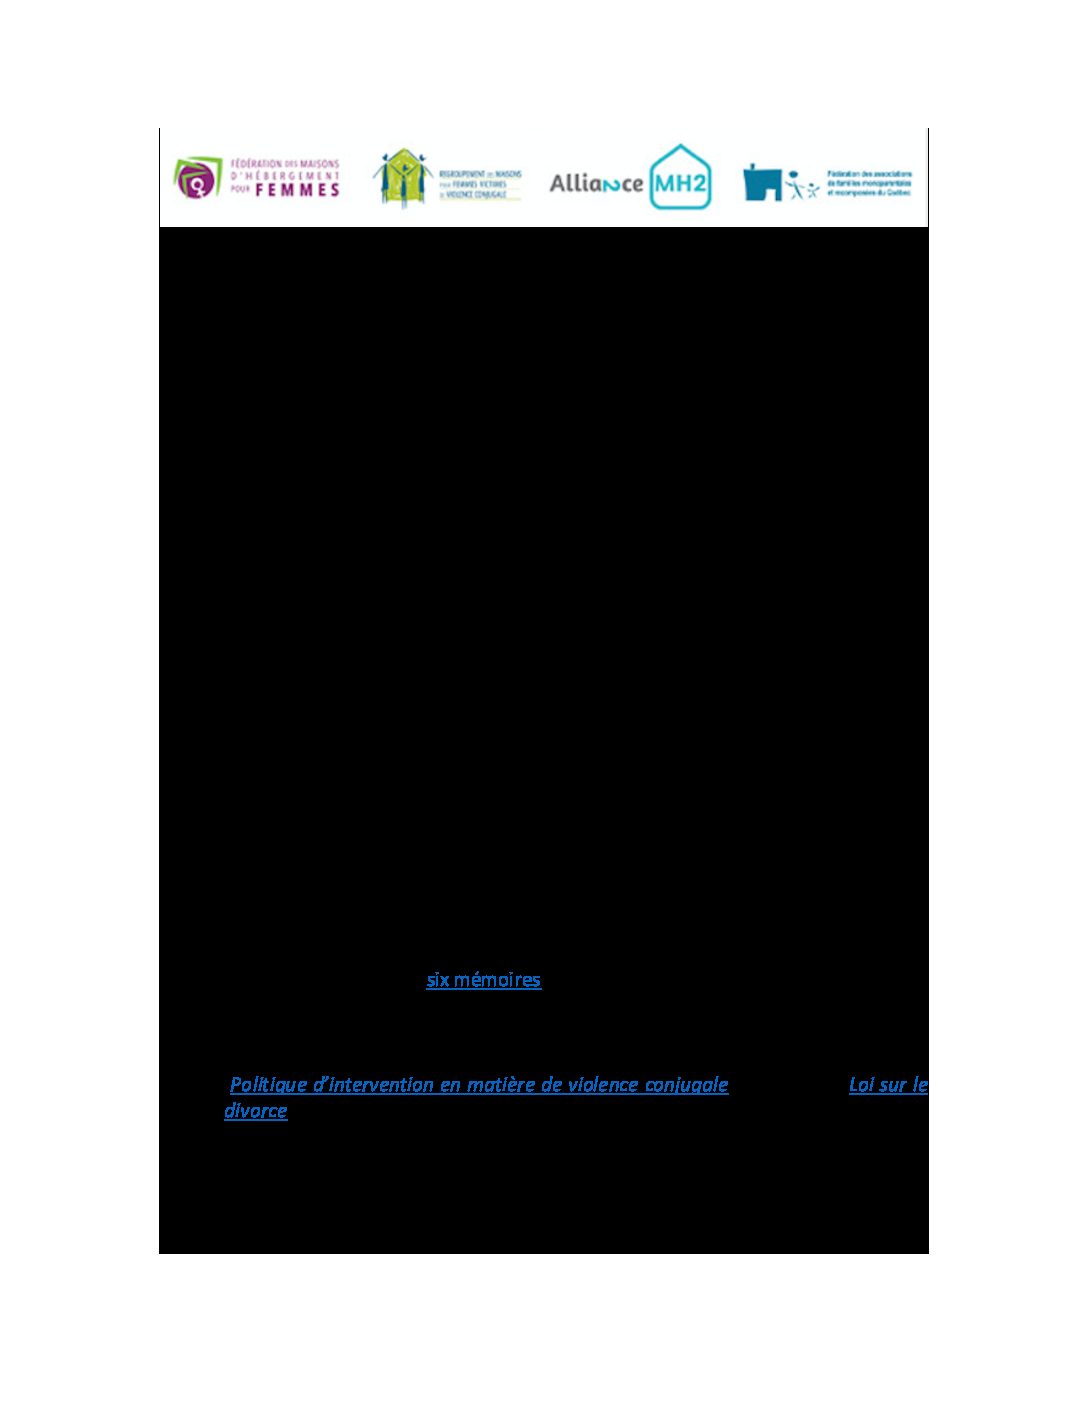 FÉDÉRATION DES MAISONS
D'HÉBERGEMENT
POUR FEMMES
REGROUPEMENT DES MAISONS
POUR FEMMES VICTIMES
DE VIOLENCE CONJUGALE
Alliance MH2
Fédération des associations
de familles monoparentales
et recomposées du Québec
six mémoires
Politique d’intervention en matière de violence conjugale Loi sur le
divorce